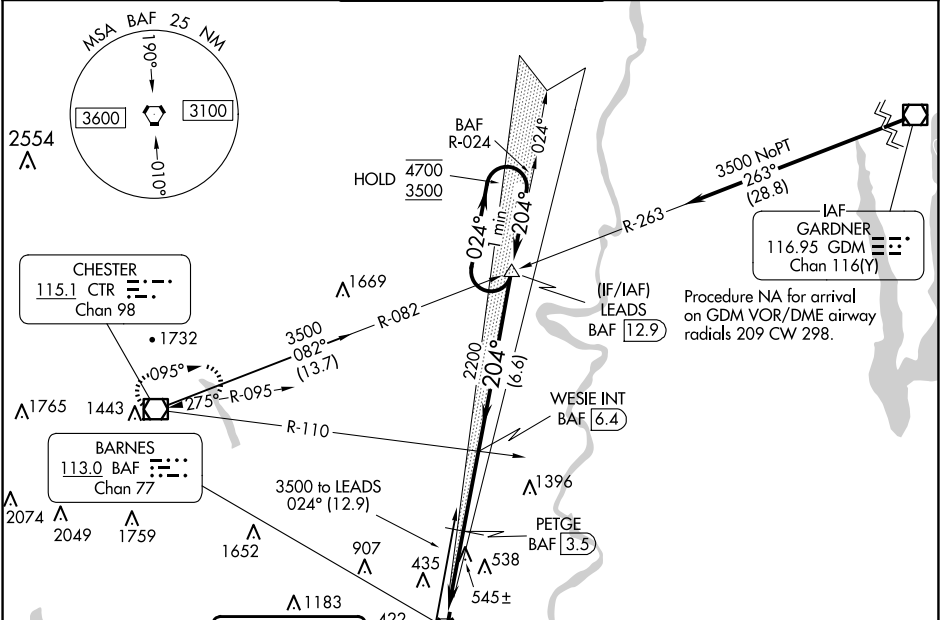 MSA BAF 25 NM
190°
3600
3100
010°
2554
HOLD
4700
3500
BAF
R-024
024°
024°
1 min
204°
3500 NoPT
263°
(28.8)
R-263
IAF
GARDNER
116.95 GDM
Chan 116(Y)
CHESTER
115.1 CTR
Chan 98
1669
(IF/IAF)
LEADS
BAF 12.9
Procedure NA for arrival
on GDM VOR/DME airway
radials 209 CW 298.
1732
3500
082°
(13.7)
R-082
095°
275°
R-095
2200
204°
(6.6)
1765
1443
R-110
WESIE INT
BAF 6.4
BARNES
113.0 BAF
Chan 77
3500 to LEADS
024° (12.9)
1396
2074
2049
1759
1652
PETGE
BAF 3.5
907
435
538
545±
1183
422